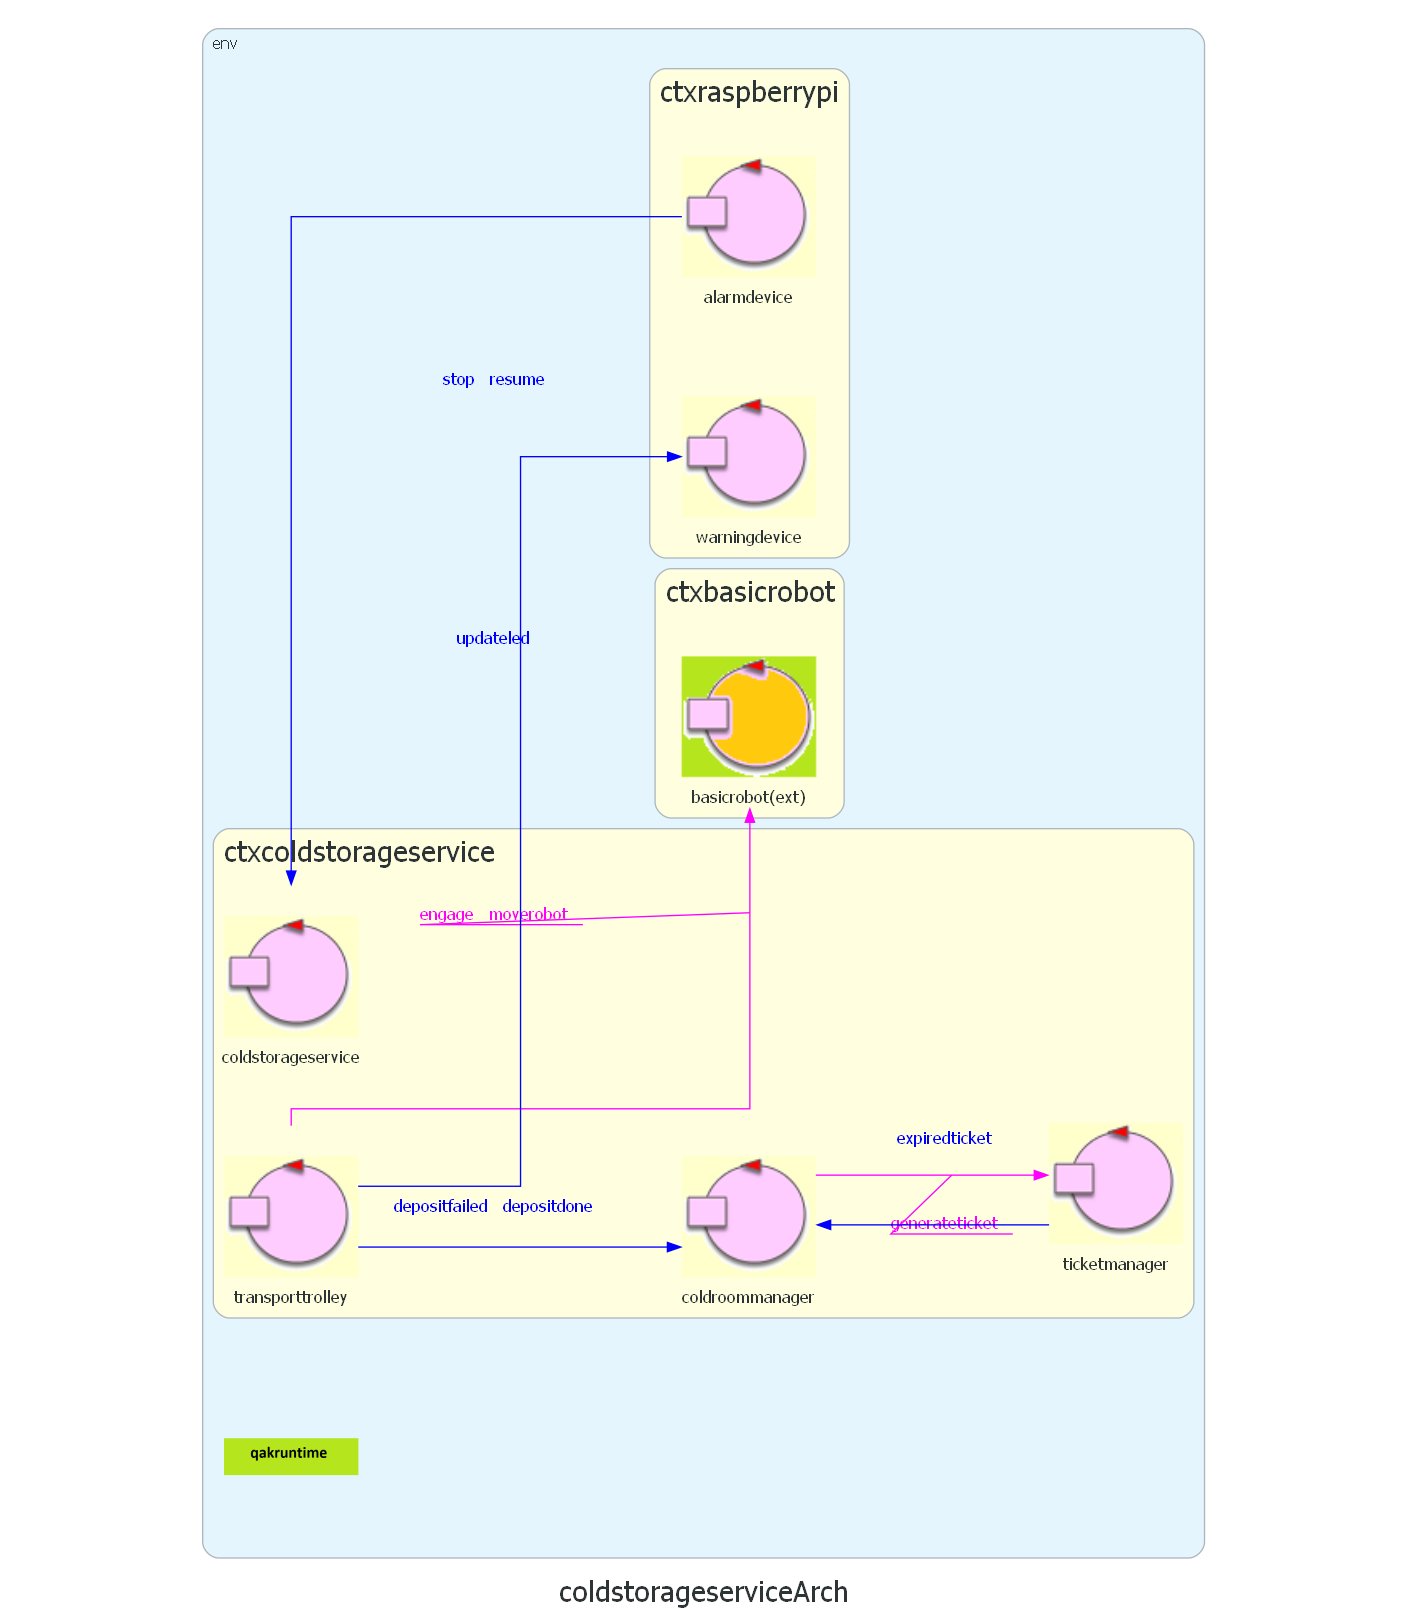 env
ctxraspberrypi
alarmdevice
stop resume
warningdevice
ctxbasicrobot
updateled
basicrobot(ext)
ctxcoldstorageservice
engage moverobot
coldstorageservice
expiredticket
depositfailed depositdone
generateticket
ticketmanager
transporttrolley
coldroommanager
qakruntime
coldstorageserviceArch